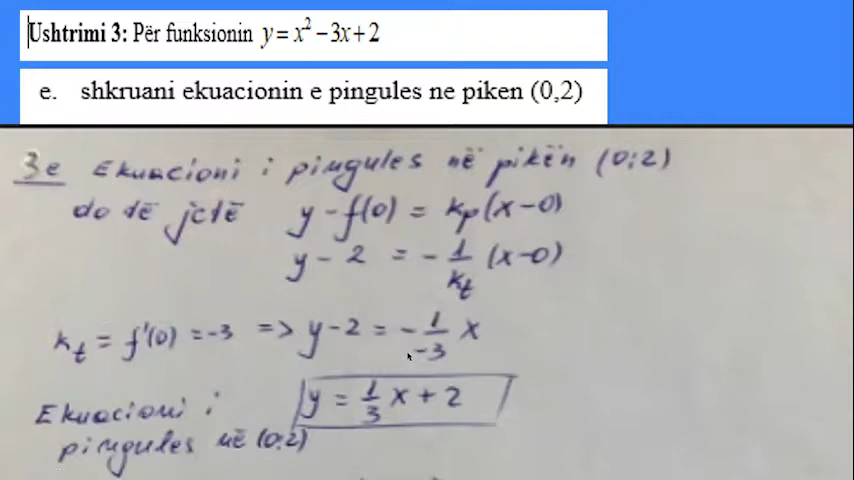 Ushtrimi 3: Për funksionin y = x² − 3x + 2
e. shkruani ekuacionin e pingules ne piken (0,2)
3e Ekuacioni i pingules në pikën (0;2)
do të jetë y − f(0) = kp(x−0)
y − 2 = − 1/kt (x−0)
kt = f'(0) = −3 => y − 2 = − 1/−3 x
Ekuacioni i y = 1/3 x + 2
pingules në (0;2)